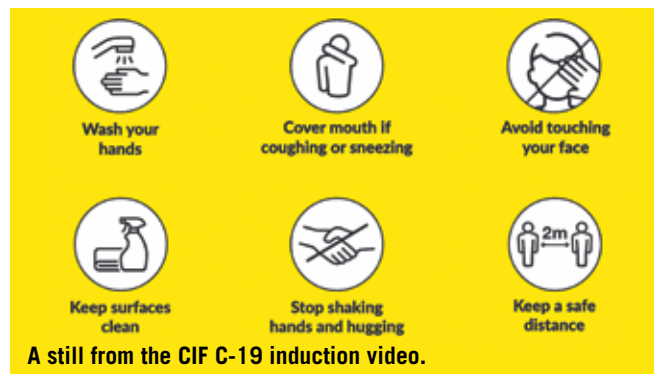 Wash your
hands
Cover mouth if
coughing or sneezing
Avoid touching
your face
Keep surfaces
clean
Stop shaking
hands and hugging
2m
Keep a safe
distance
A still from the CIF C-19 induction video.